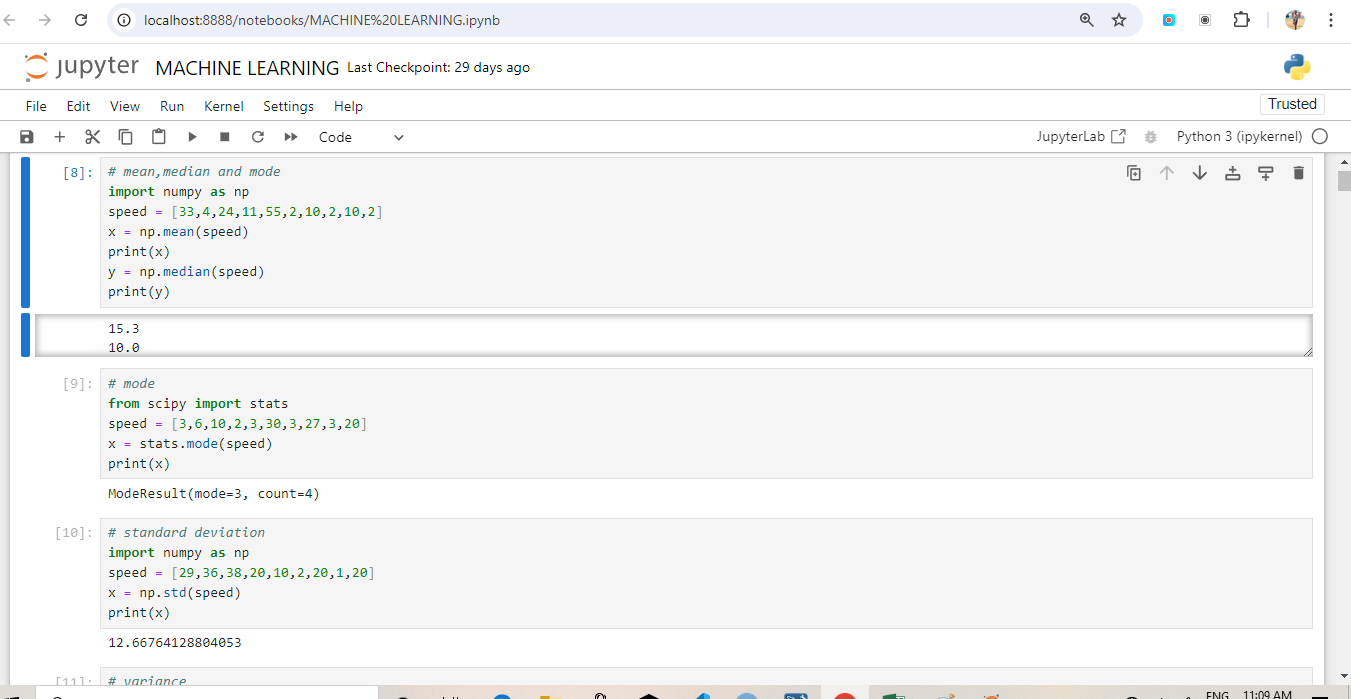 localhost:8888/notebooks/MACHINE%20LEARNING.ipynb
jupyter MACHINE LEARNING Last Checkpoint: 29 days ago
File Edit View Run Kernel Settings Help Trusted
Code JupyterLab Python 3 (ipykernel)
[8]: # mean,median and mode
import numpy as np
speed = [33,4,24,11,55,2,10,2,10,2]
x = np.mean(speed)
print(x)
y = np.median(speed)
print(y)
15.3
10.0
[9]: # mode
from scipy import stats
speed = [3,6,10,2,3,30,3,27,3,20]
x = stats.mode(speed)
print(x)
ModeResult(mode=3, count=4)
[10]: # standard deviation
import numpy as np
speed = [29,36,38,20,10,2,20,1,20]
x = np.std(speed)
print(x)
12.66764128804053
[11]: # variance
ENG 11:09 AM